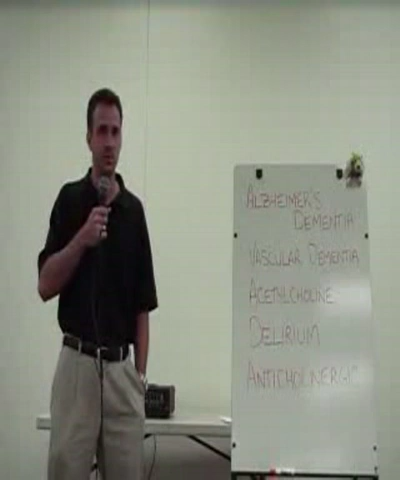 ALZHEIMER'S
DEMENTIA
VASCULAR DEMENTIA
ACETYLCHOLINE
DELIRIUM
ANTICHOLINERGIC